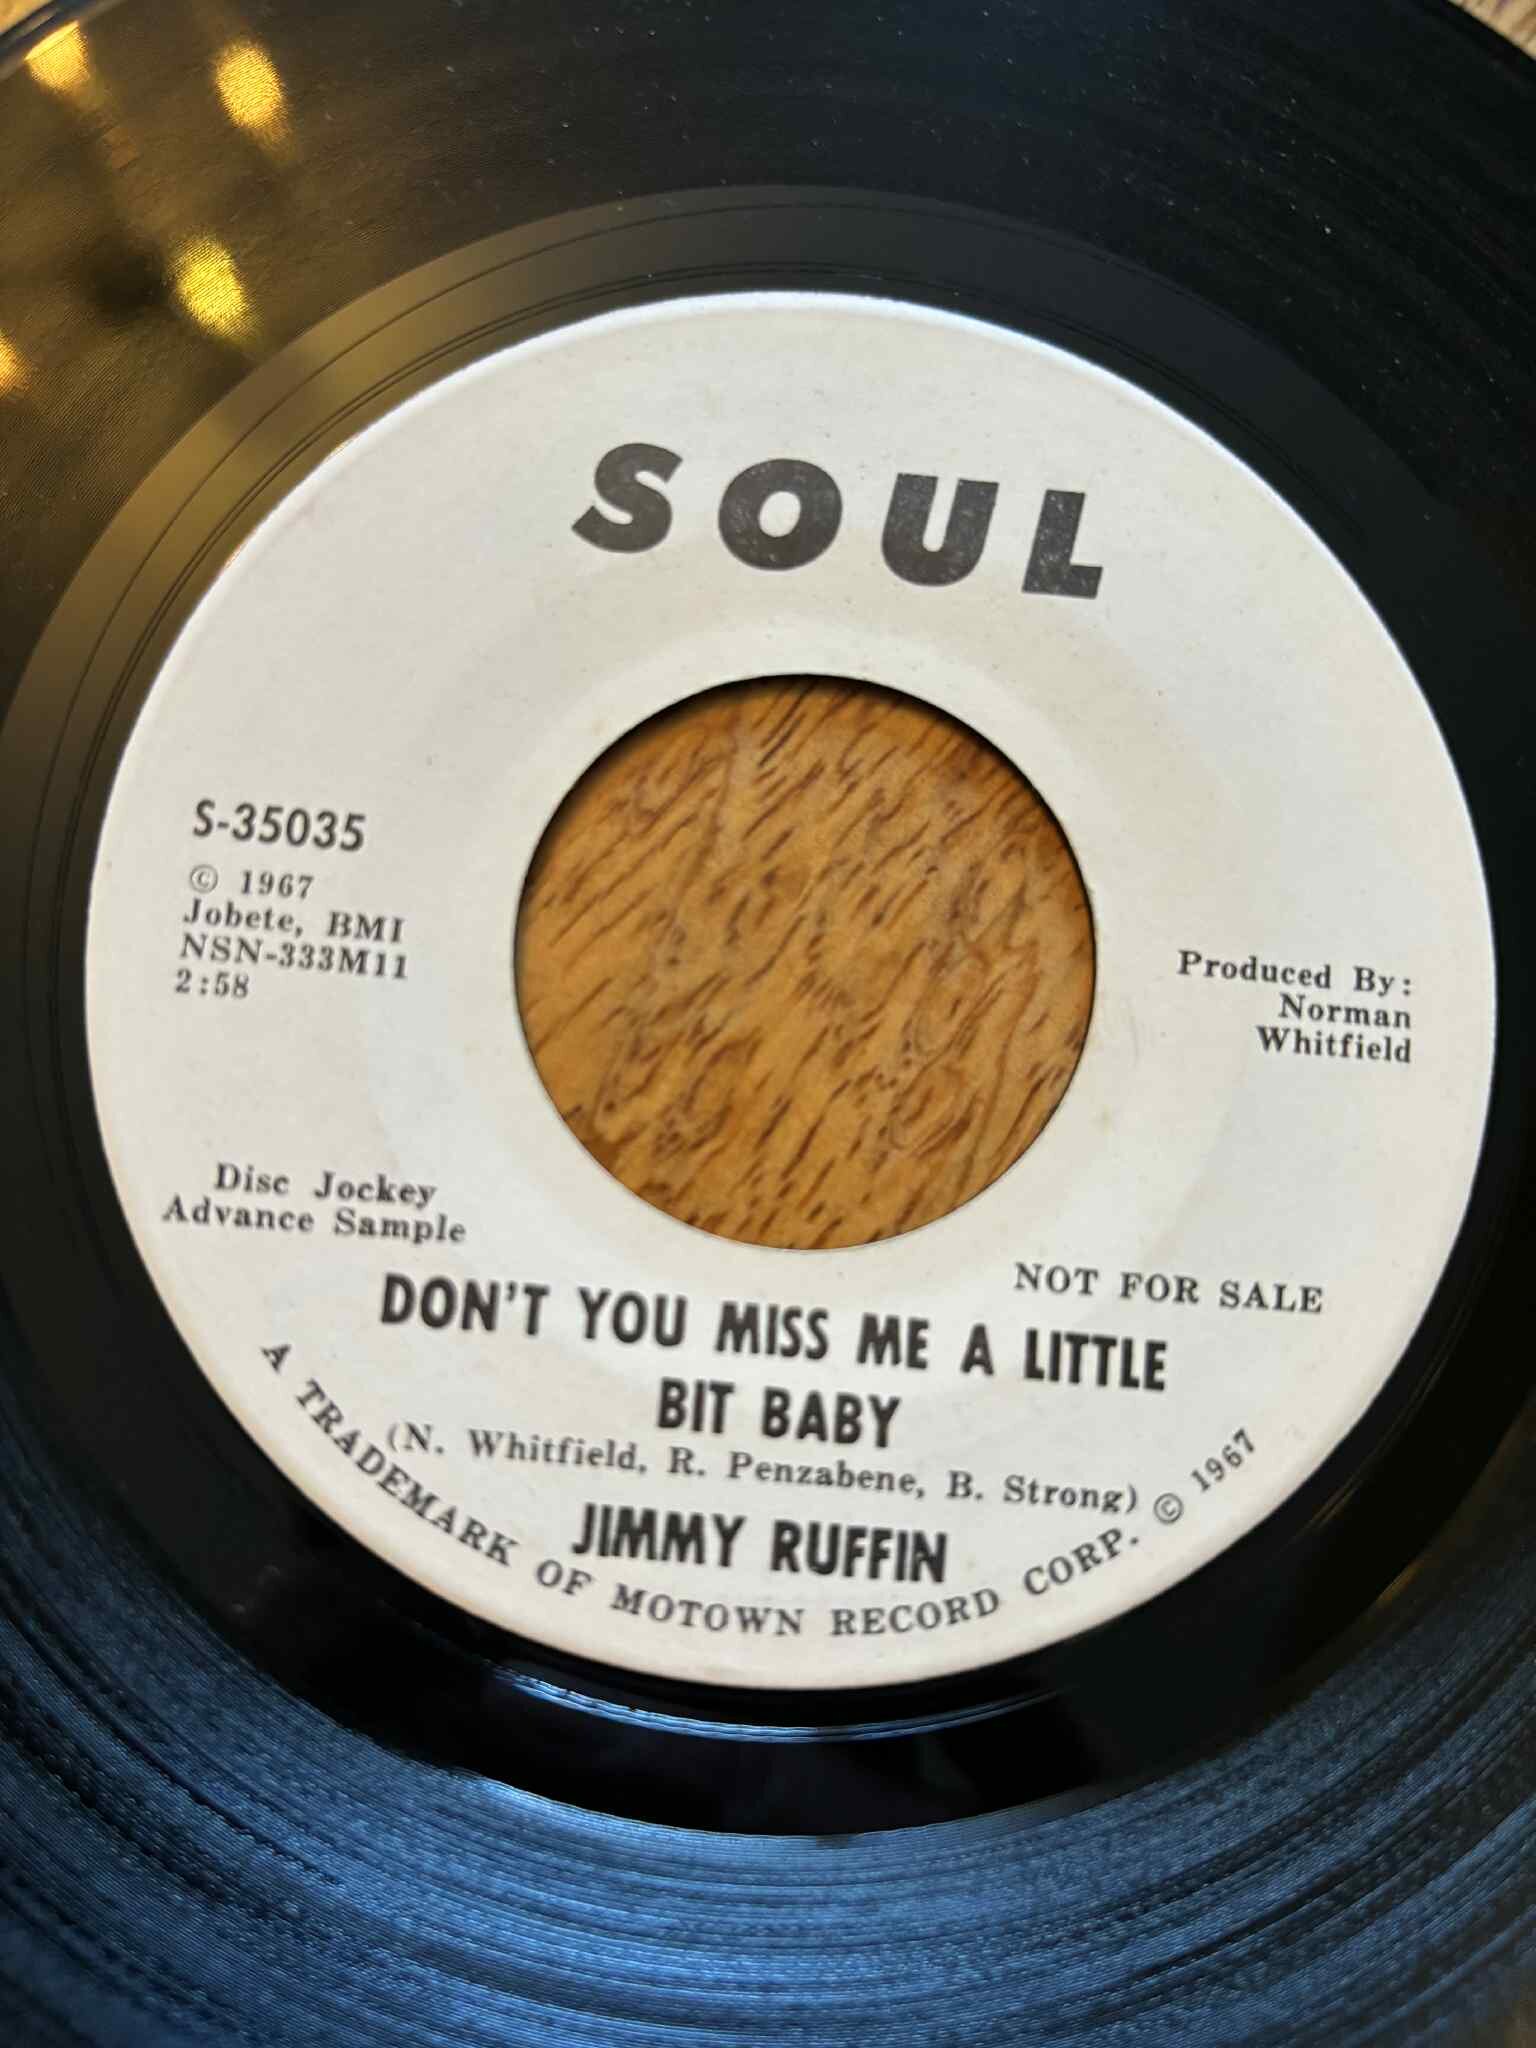 SOUL
S-35035
© 1967
Jobete, BMI
NSN-333M11
2:58
Produced By:
Norman
Whitfield
Disc Jockey
Advance Sample
NOT FOR SALE
DON'T YOU MISS ME A LITTLE
BIT BABY
(N. Whitfield, R. Penzabene, B. Strong)
JIMMY RUFFIN
A TRADEMARK OF MOTOWN RECORD CORP. © 1967